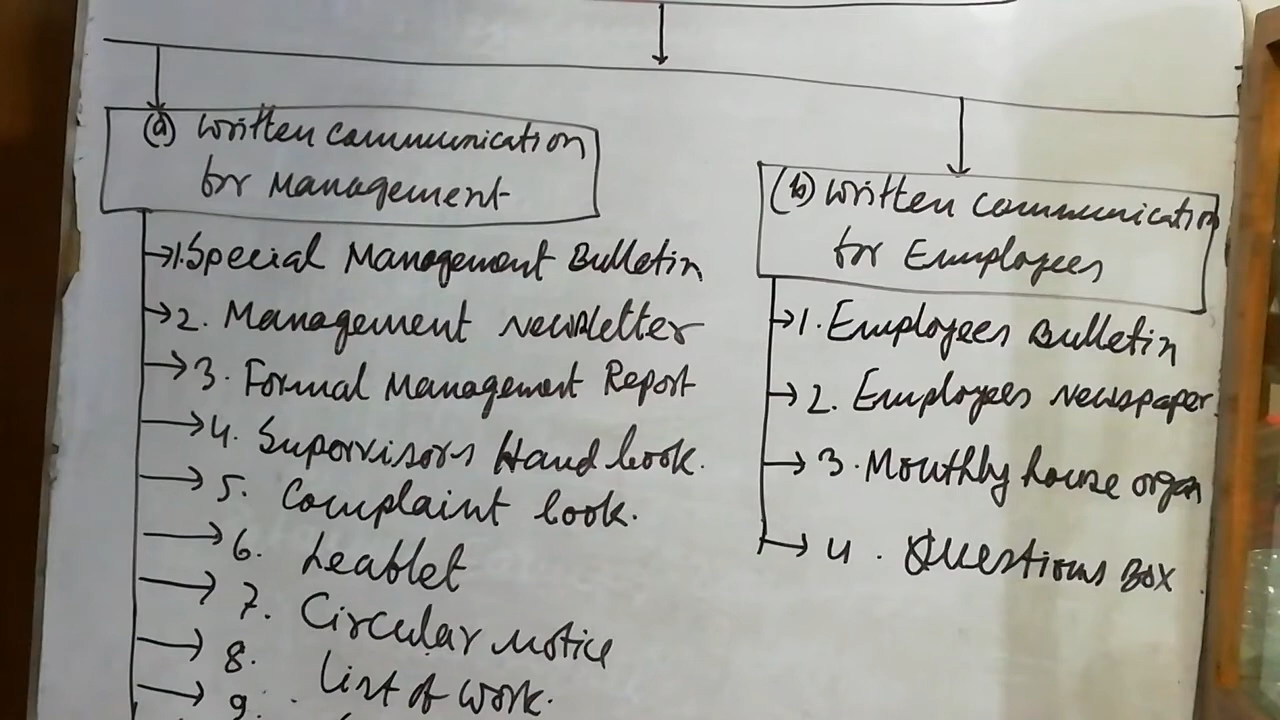 (a) Written communication
for Management
1. Special Management Bulletin
2. Management Newsletter
3. Formal Management Report
4. Supervisors Hand book.
5. Complaint book.
6. Leaflet
7. Circular notice
8. List of work.
9.
(b) Written communication
for Employees
1. Employees Bulletin
2. Employees Newspaper
3. Monthly house organ
4. Questions Box